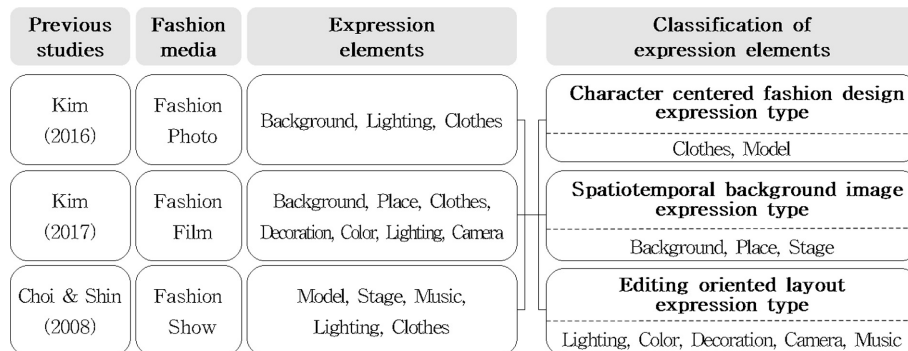 Previous studies
Fashion media
Expression elements
Classification of expression elements
Kim (2016)
Fashion Photo
Background, Lighting, Clothes
Character centered fashion design expression type
Clothes, Model
Kim (2017)
Fashion Film
Background, Place, Clothes,
Decoration, Color, Lighting, Camera
Spatiotemporal background image expression type
Background, Place, Stage
Choi & Shin (2008)
Fashion Show
Model, Stage, Music,
Lighting, Clothes
Editing oriented layout expression type
Lighting, Color, Decoration, Camera, Music